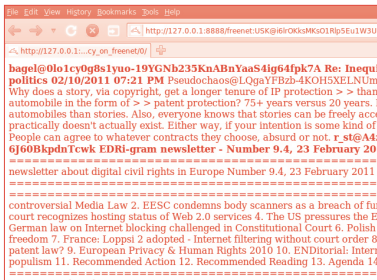 File Edit View History Bookmarks Tools Help
http://127.0.0.1:8888/freenet:USK@i6lrOKksMKsO1Rlp5Eu1W3U
http://127.0.0.1:...cy_on_freenet/0/
bagel@0lo1cy0g8s1yuo-19YGNb235KnABnYaaS4ig64fpk7A Re: Inequi
politics 02/10/2011 07:21 PM Pseudochaos@LQgaYFBzb-4KOH5XELNUm
Why does a story, via copyright, get a longer tenure of IP protection > > than
automobile in the form of > > patent protection? 75+ years versus 20 years.
automobiles than stories. Also, everyone knows that stories can be freely acce
practically doesn't actually exist. Either way, if your intention is some kind of
People can agree to whatever contracts they choose, absurd or not. r_st@A4
6J60BkpdnTcwk EDRi-gram newsletter - Number 9.4, 23 February 20
==================================================
newsletter about digital civil rights in Europe Number 9.4, 23 February 2011
==================================================
controversial Media Law 2. EESC condemns body scanners as a breach of fu
court recognizes hosting status of Web 2.0 services 4. The US pressures the E
German law on Internet blocking challenged in Constitutional Court 6. Polish
freedom 7. France: Loppsi 2 adopted - Internet filtering without court order 8
patent law? 9. European Privacy & Human Rights 2010 10. ENDitorial: Intern
populism 11. Recommended Action 12. Recommended Reading 13. Agenda 14
==================================================